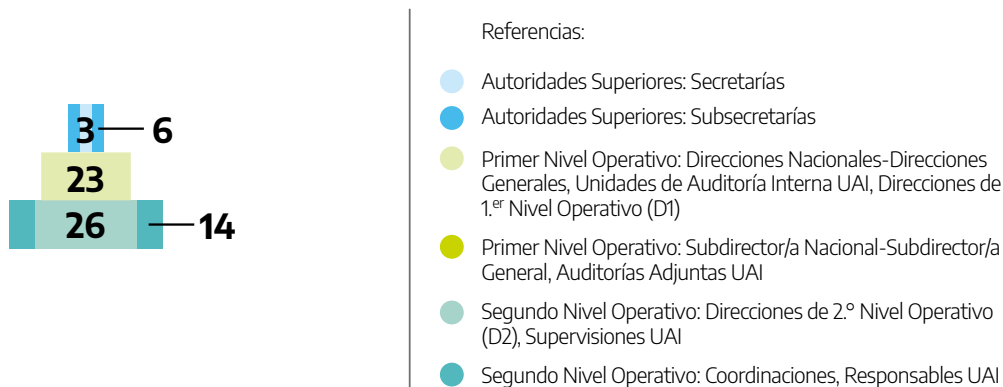 3 6
23
26 14
Referencias:
Autoridades Superiores: Secretarías
Autoridades Superiores: Subsecretarías
Primer Nivel Operativo: Direcciones Nacionales-Direcciones
Generales, Unidades de Auditoría Interna UAI, Direcciones de
1.er Nivel Operativo (D1)
Primer Nivel Operativo: Subdirector/a Nacional-Subdirector/a
General, Auditorías Adjuntas UAI
Segundo Nivel Operativo: Direcciones de 2.º Nivel Operativo
(D2), Supervisiones UAI
Segundo Nivel Operativo: Coordinaciones, Responsables UAI